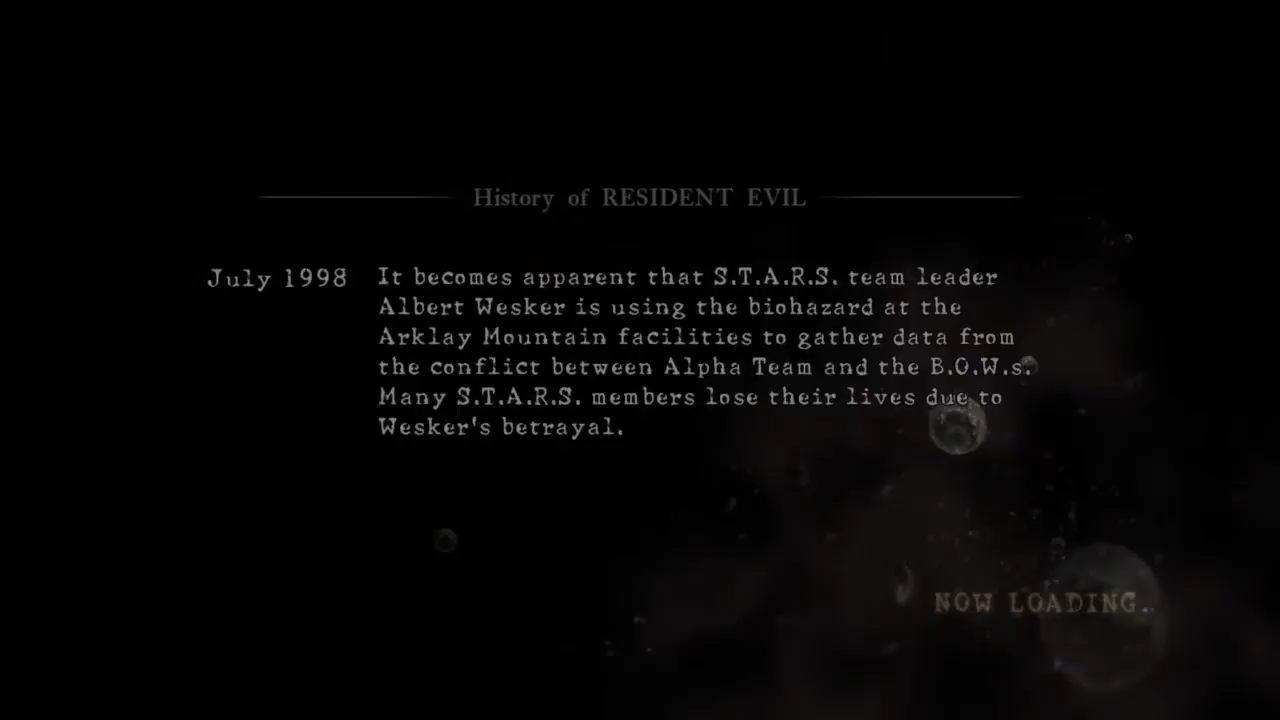 History of RESIDENT EVIL
July 1998 It becomes apparent that S.T.A.R.S. team leader
Albert Wesker is using the biohazard at the
Arklay Mountain facilities to gather data from
the conflict between Alpha Team and the B.O.W.s.
Many S.T.A.R.S. members lose their lives due to
Wesker's betrayal.
NOW LOADING..